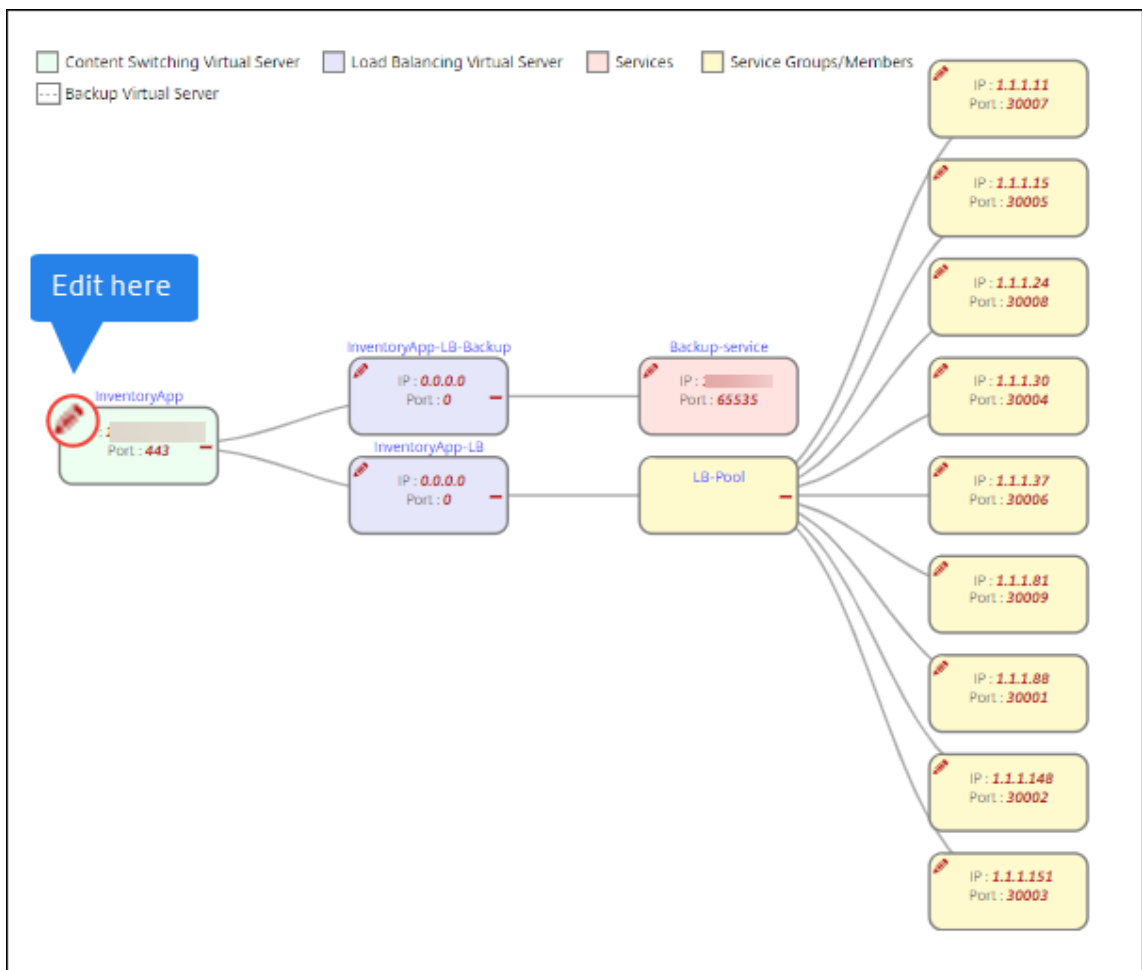 Content Switching Virtual Server
Load Balancing Virtual Server
Services
Service Groups/Members
Backup Virtual Server
Edit here
InventoryApp
Port : 443
InventoryApp-LB-Backup
IP : 0.0.0.0
Port : 0
InventoryApp-LB
IP : 0.0.0.0
Port : 0
Backup-service
IP :
Port : 65535
LB-Pool
IP : 1.1.1.11
Port : 30007
IP : 1.1.1.15
Port : 30005
IP : 1.1.1.24
Port : 30008
IP : 1.1.1.30
Port : 30004
IP : 1.1.1.37
Port : 30006
IP : 1.1.1.81
Port : 30009
IP : 1.1.1.88
Port : 30001
IP : 1.1.1.148
Port : 30002
IP : 1.1.1.151
Port : 30003